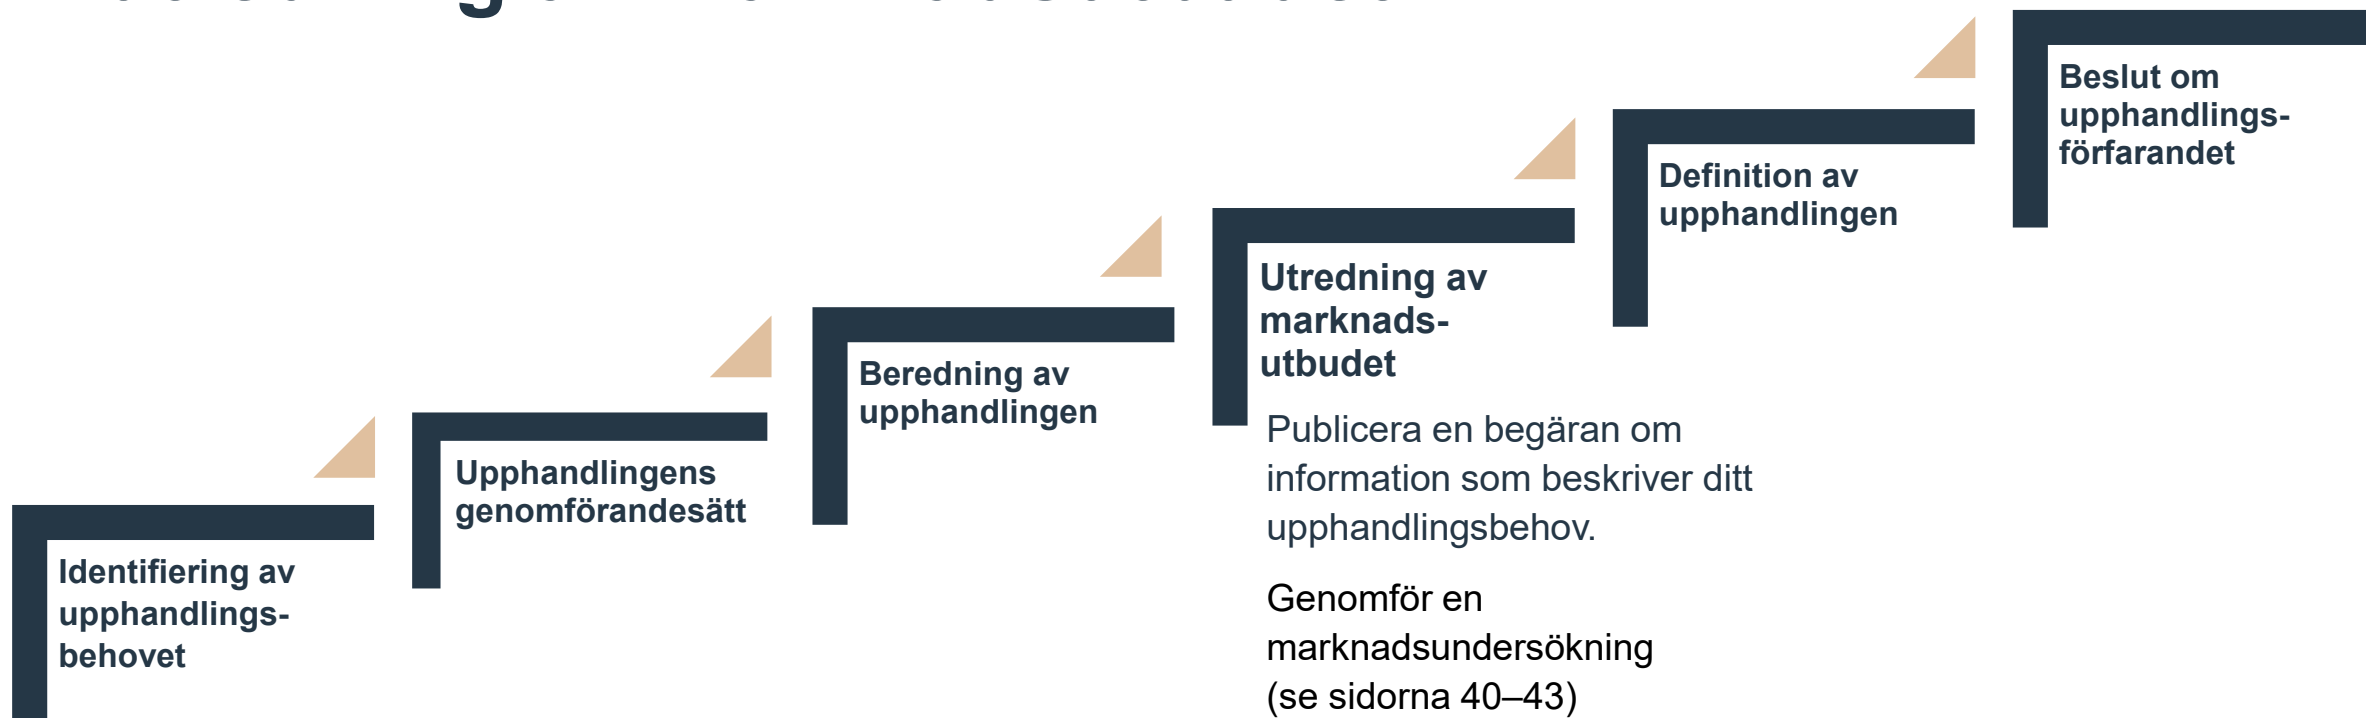 Identifiering av
upphandlings-
behovet
Upphandlingens
genomförandesätt
Beredning av
upphandlingen
Utredning av
marknads-
utbudet
Publicera en begäran om
information som beskriver ditt
upphandlingsbehov.
Genomför en
marknadsundersökning
(se sidorna 40–43)
Definition av
upphandlingen
Beslut om
upphandlings-
förfarandet